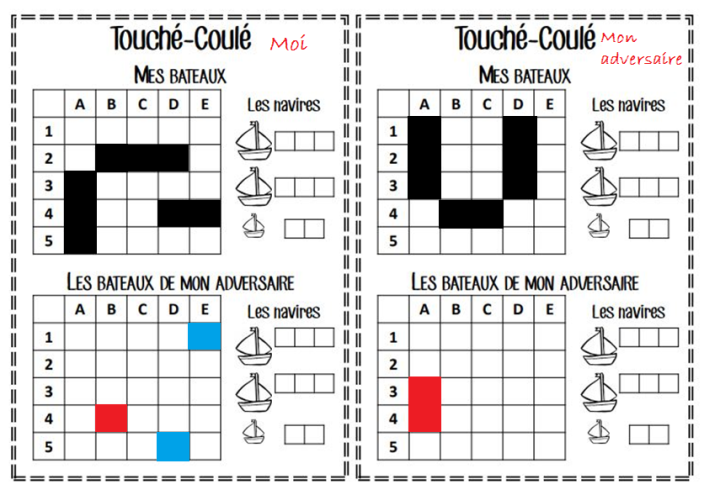 Touché-Coulé Moi
MES BATEAUX
A B C D E
Les navires
1
2
3
4
5
LES BATEAUX DE MON ADVERSAIRE
A B C D E
Les navires
1
2
3
4
5
Touché-Coulé Mon
adversaire
MES BATEAUX
A B C D E
Les navires
1
2
3
4
5
LES BATEAUX DE MON ADVERSAIRE
A B C D E
Les navires
1
2
3
4
5